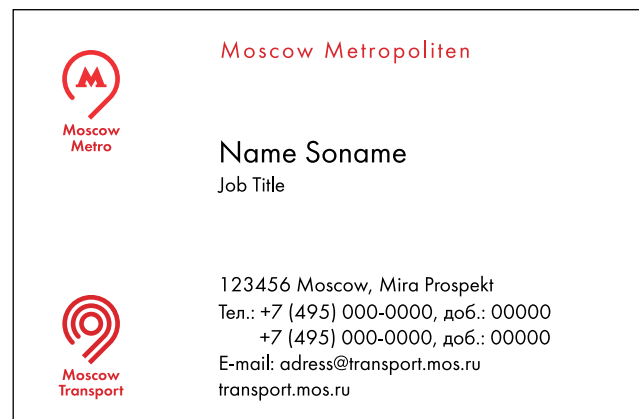 Moscow Metropoliten
M
Moscow
Metro
Name Soname
Job Title
123456 Moscow, Mira Prospekt
Тел.: +7 (495) 000-0000, доб.: 00000
+7 (495) 000-0000, доб.: 00000
E-mail: adress@transport.mos.ru
transport.mos.ru
Moscow
Transport